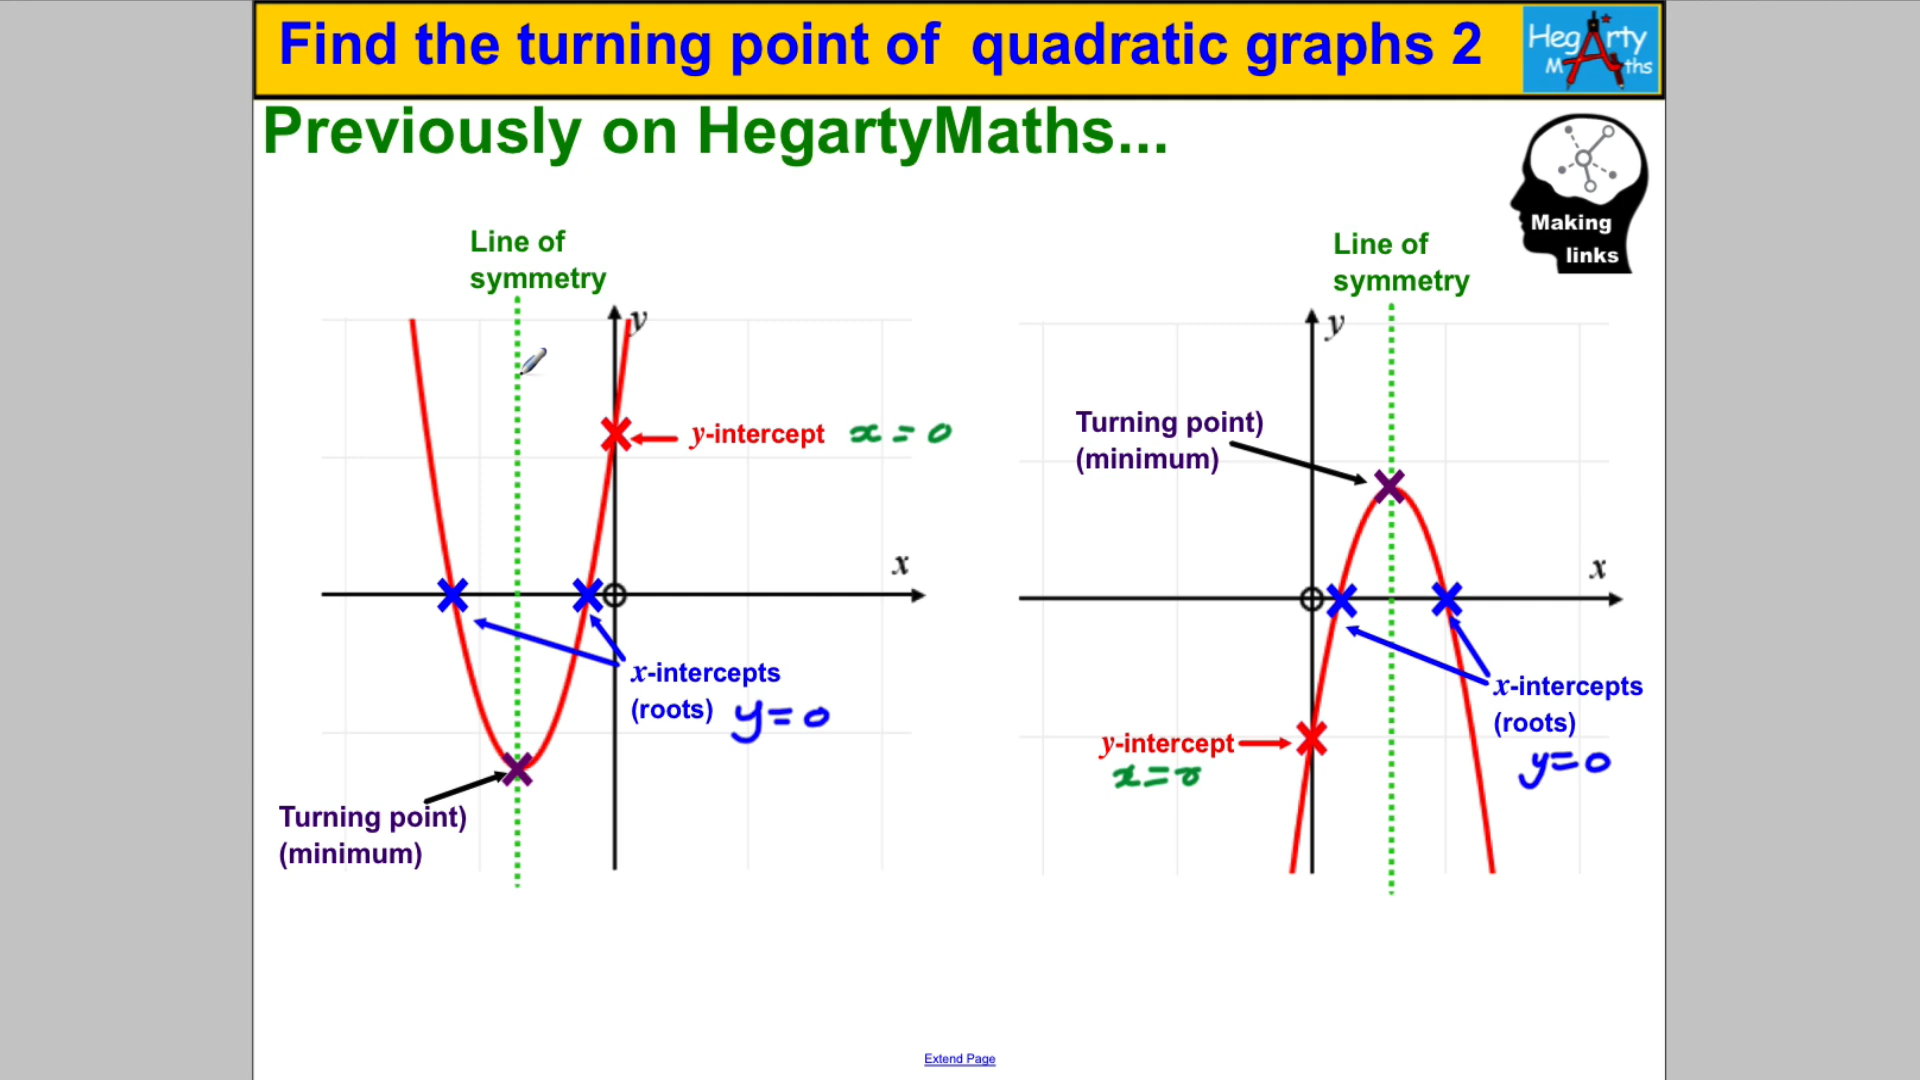 Find the turning point of quadratic graphs 2
HegArty
Maths
Previously on HegartyMaths...
Making
links
Line of
symmetry
y
y-intercept x = 0
x
x-intercepts
(roots) y=0
Turning point)
(minimum)
Line of
symmetry
y
Turning point)
(minimum)
x
x-intercepts
(roots)
y=0
y-intercept
x=0
Extend Page